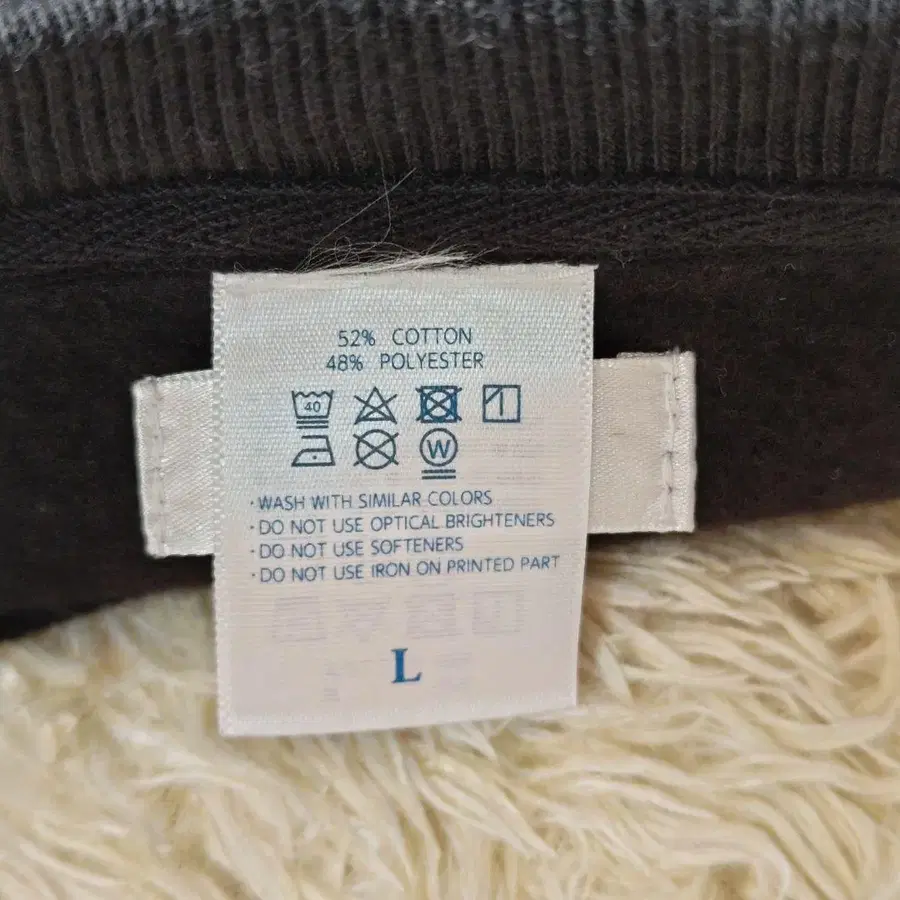 52% COTTON
48% POLYESTER
40
W
· WASH WITH SIMILAR COLORS
· DO NOT USE OPTICAL BRIGHTENERS
· DO NOT USE SOFTENERS
· DO NOT USE IRON ON PRINTED PART
L